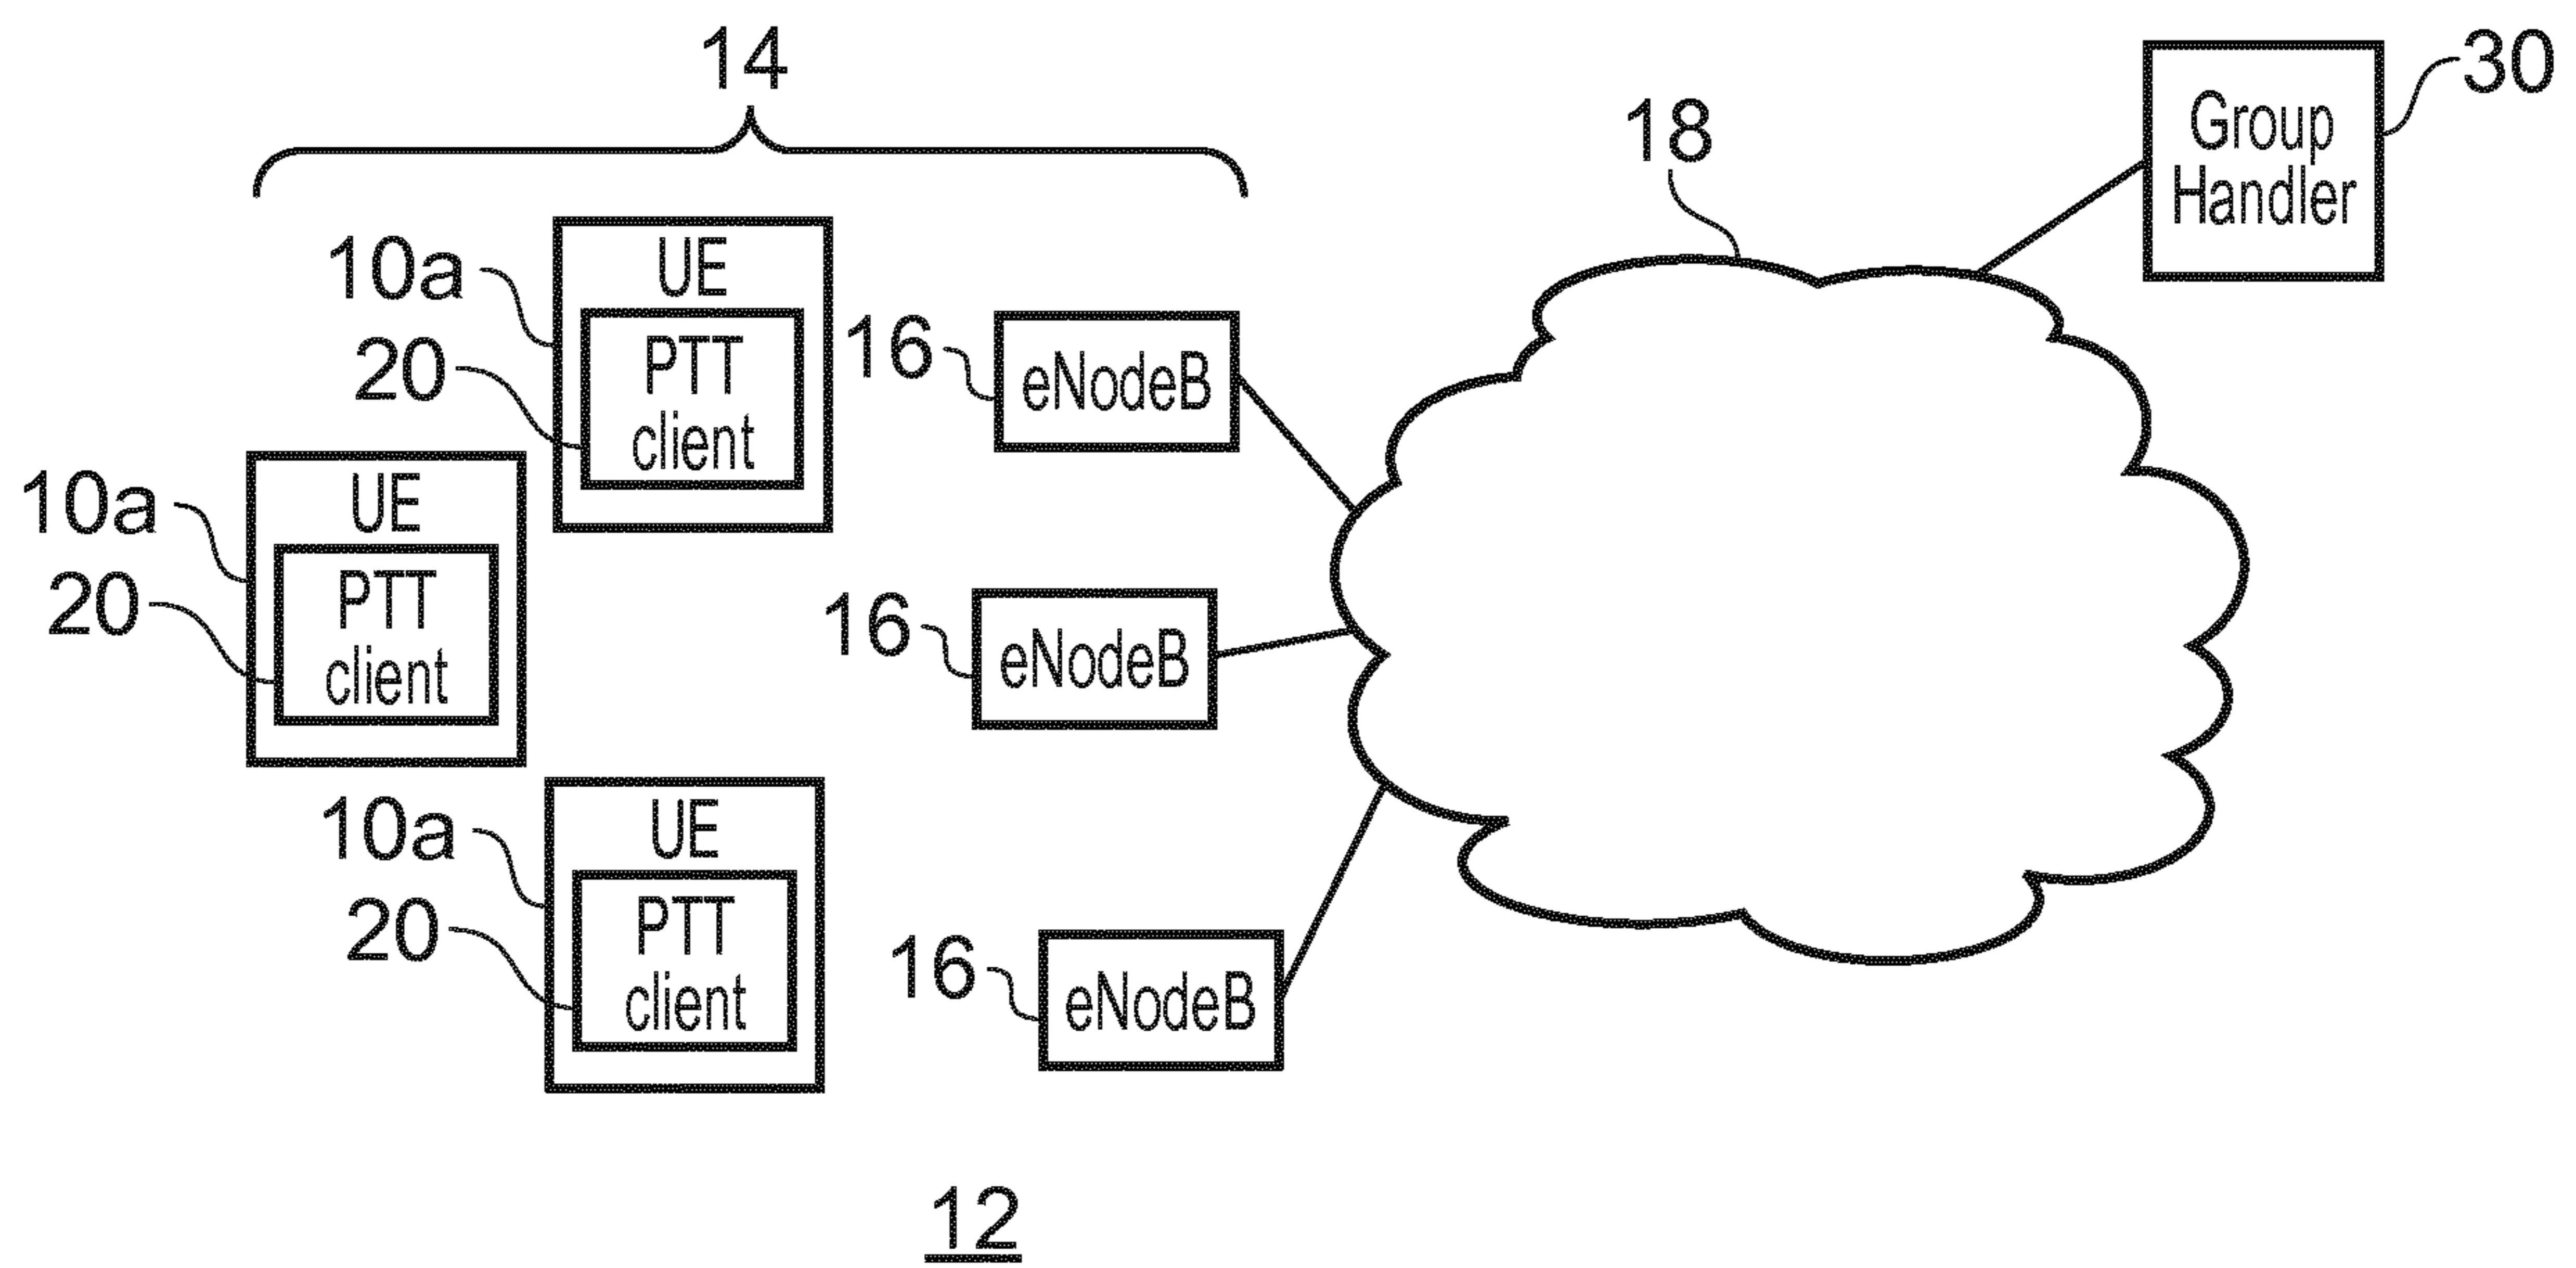 14
30
Group
Handler
18
10a
UE
20
PTT
client
16
eNodeB
10a
UE
20
PTT
client
16
eNodeB
10a
UE
20
PTT
client
16
eNodeB
12